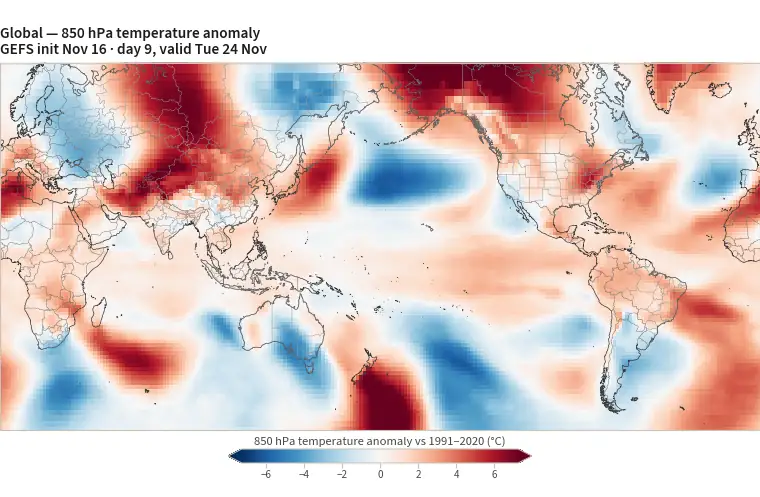 Global — 850 hPa temperature anomaly
GEFS init Nov 16 · day 9, valid Tue 24 Nov
850 hPa temperature anomaly vs 1991–2020 (°C)
−6 −4 −2 0 2 4 6